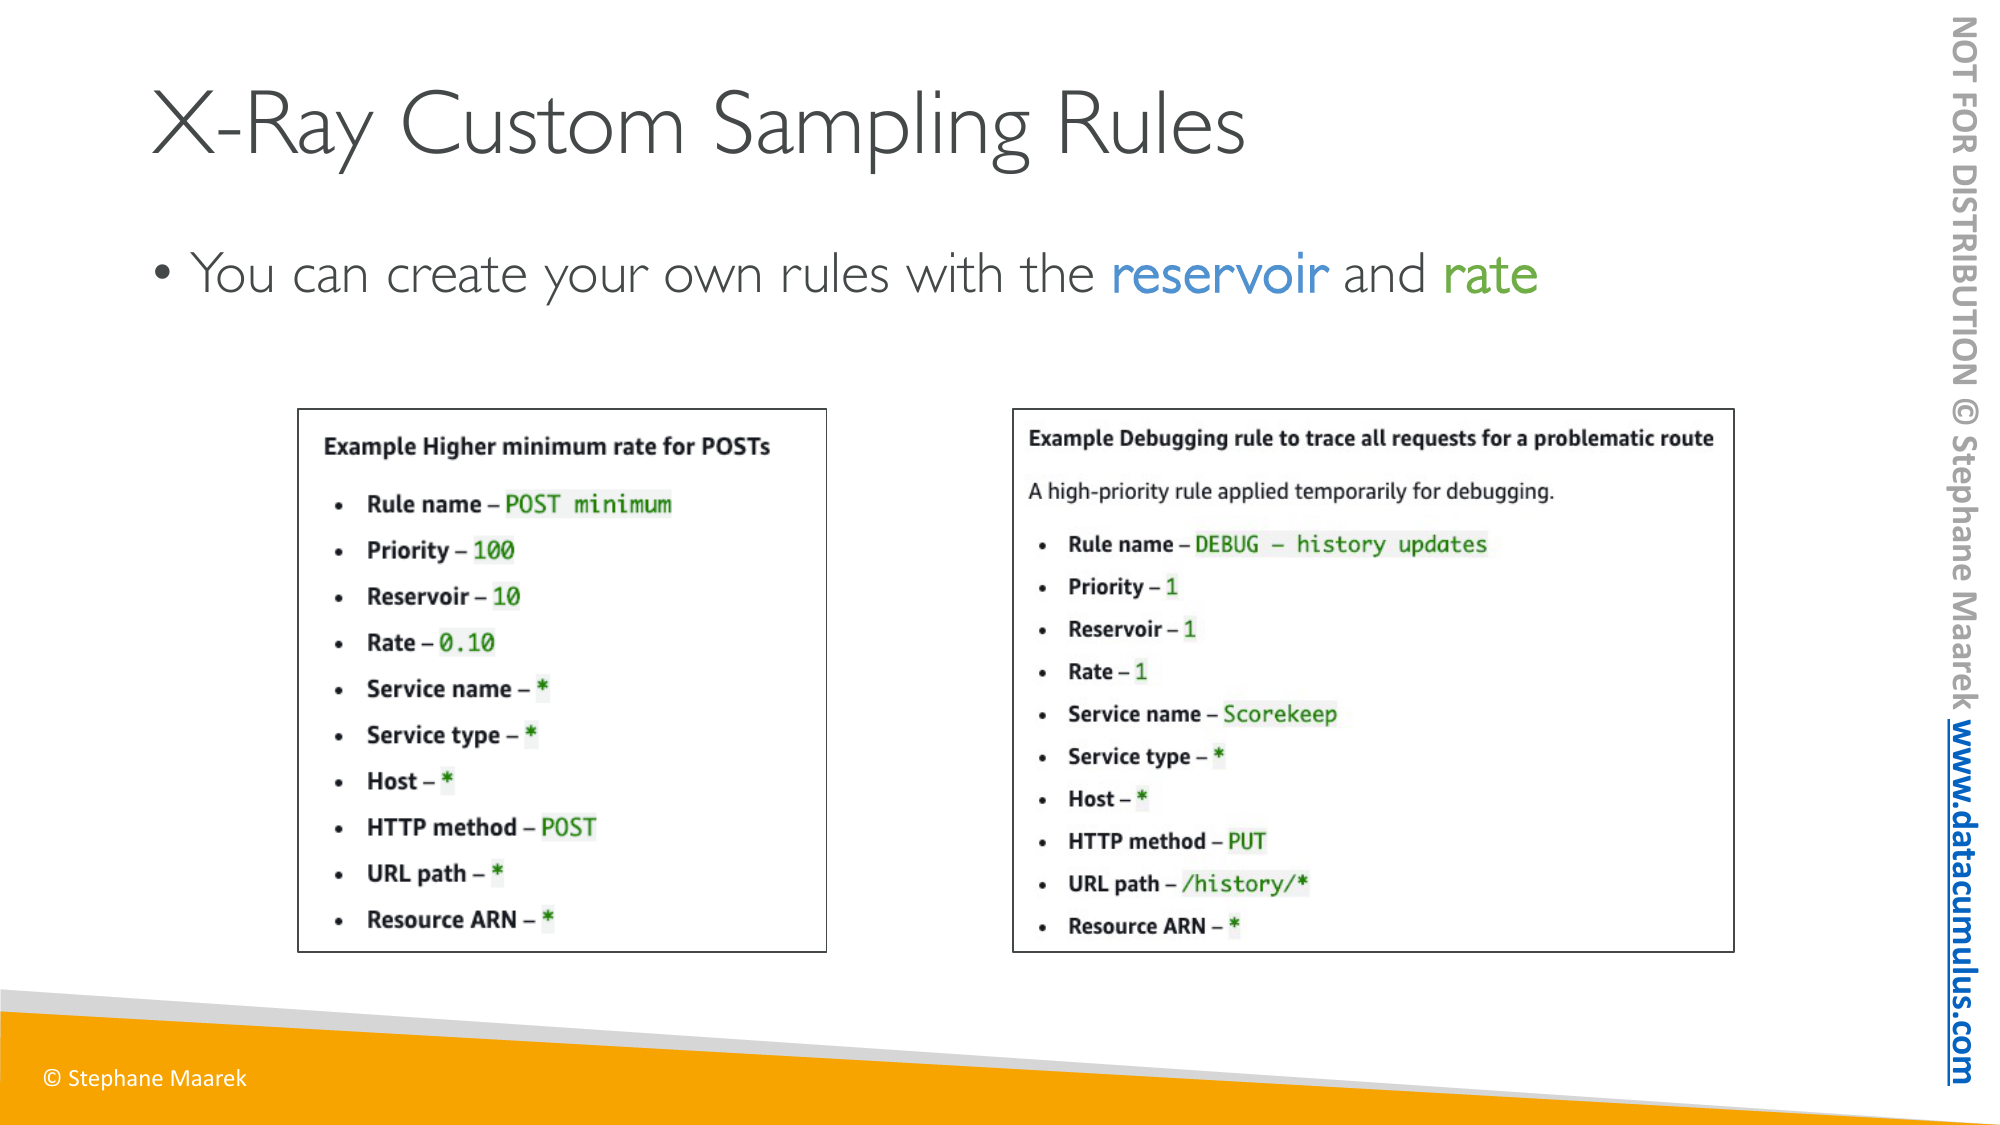 X-Ray Custom Sampling Rules
• You can create your own rules with the reservoir and rate
Example Higher minimum rate for POSTs
• Rule name – POST minimum
• Priority – 100
• Reservoir – 10
• Rate – 0.10
• Service name – *
• Service type – *
• Host – *
• HTTP method – POST
• URL path – *
• Resource ARN – *
Example Debugging rule to trace all requests for a problematic route
A high-priority rule applied temporarily for debugging.
• Rule name – DEBUG – history updates
• Priority – 1
• Reservoir – 1
• Rate – 1
• Service name – Scorekeep
• Service type – *
• Host – *
• HTTP method – PUT
• URL path – /history/*
• Resource ARN – *
© Stephane Maarek
NOT FOR DISTRIBUTION © Stephane Maarek www.datacumulus.com